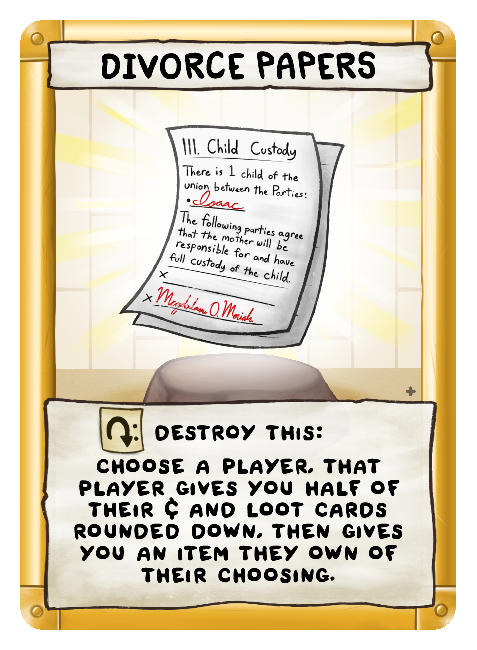 DIVORCE PAPERS
III. Child Custody
There is 1 child of the
union between the Parties:
• Isaac
The following parties agree
that the mother will be
responsible for and have
full custody of the child.
x
x Magdalene O. Moriah
DESTROY THIS:
CHOOSE A PLAYER. THAT
PLAYER GIVES YOU HALF OF
THEIR ¢ AND LOOT CARDS
ROUNDED DOWN. THEN GIVES
YOU AN ITEM THEY OWN OF
THEIR CHOOSING.